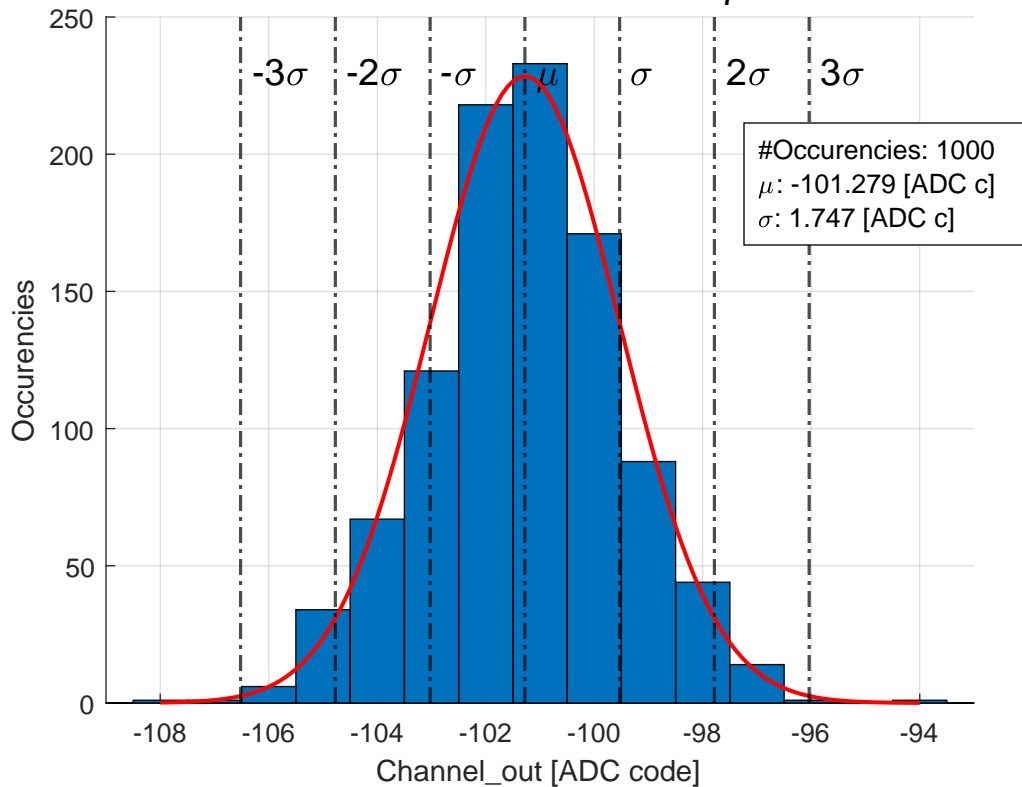 250
200
150
100
50
0
-3σ
-2σ
-σ
μ
σ
2σ
3σ
#Occurencies: 1000
μ: -101.279 [ADC c]
σ: 1.747 [ADC c]
Occurencies
-108
-106
-104
-102
-100
-98
-96
-94
Channel_out [ADC code]